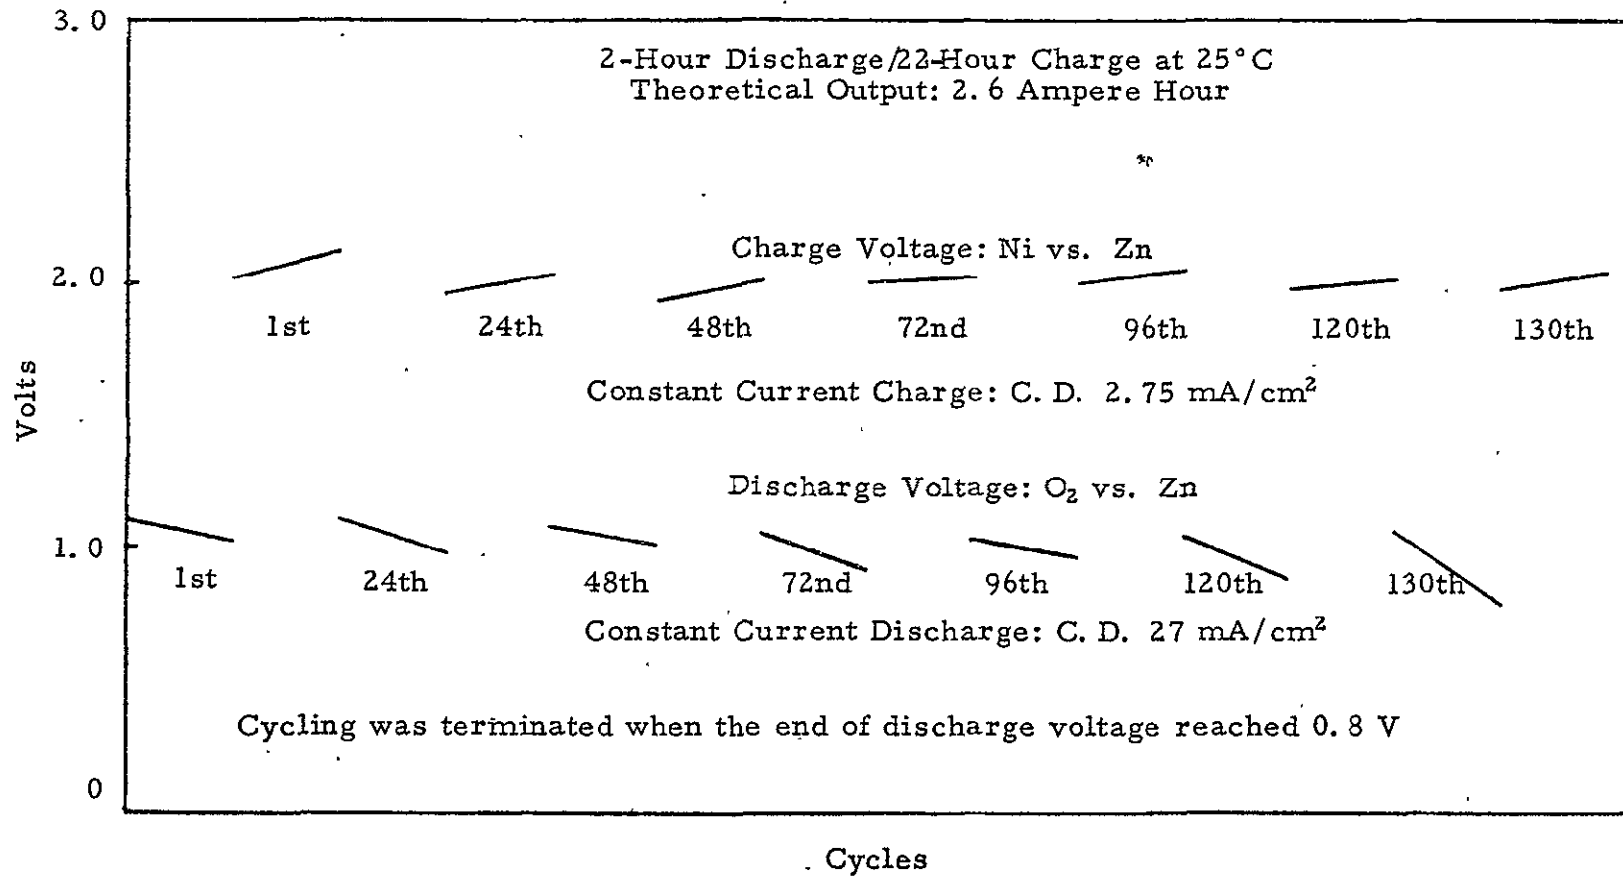 3.0
2-Hour Discharge/22-Hour Charge at 25°C
Theoretical Output: 2.6 Ampere Hour
Charge Voltage: Ni vs. Zn
2.0
1st 24th 48th 72nd 96th 120th 130th
Constant Current Charge: C. D. 2.75 mA/cm²
Volts
Discharge Voltage: O₂ vs. Zn
1.0
1st 24th 48th 72nd 96th 120th 130th
Constant Current Discharge: C. D. 27 mA/cm²
Cycling was terminated when the end of discharge voltage reached 0.8 V
0
Cycles